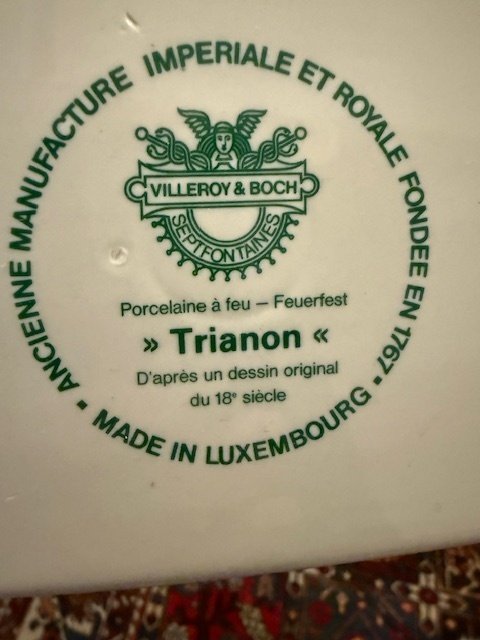 ANCIENNE MANUFACTURE IMPERIALE ET ROYALE FONDEE EN 1767 ·
VILLEROY & BOCH
SEPTFONTAINES
Porcelaine à feu – Feuerfest
» Trianon «
D'après un dessin original
du 18e siècle
· MADE IN LUXEMBOURG